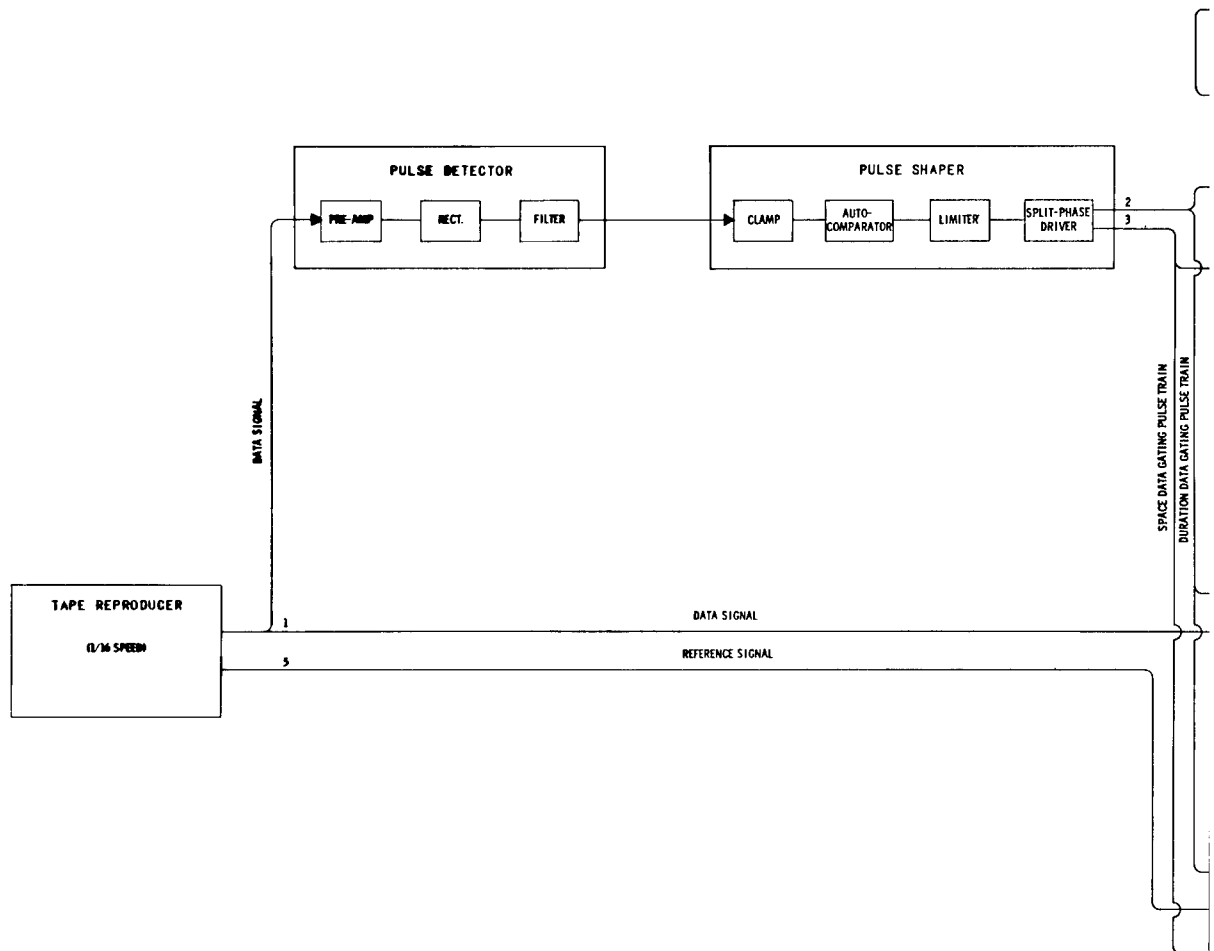 PULSE DETECTOR
PRE-AMP
RECT.
FILTER
PULSE SHAPER
CLAMP
AUTO-
COMPARATOR
LIMITER
SPLIT-PHASE
DRIVER
2
3
DATA SIGNAL
SPACE DATA GATING PULSE TRAIN
DURATION DATA GATING PULSE TRAIN
TAPE REPRODUCER
(1/16 SPEED)
1
DATA SIGNAL
5
REFERENCE SIGNAL